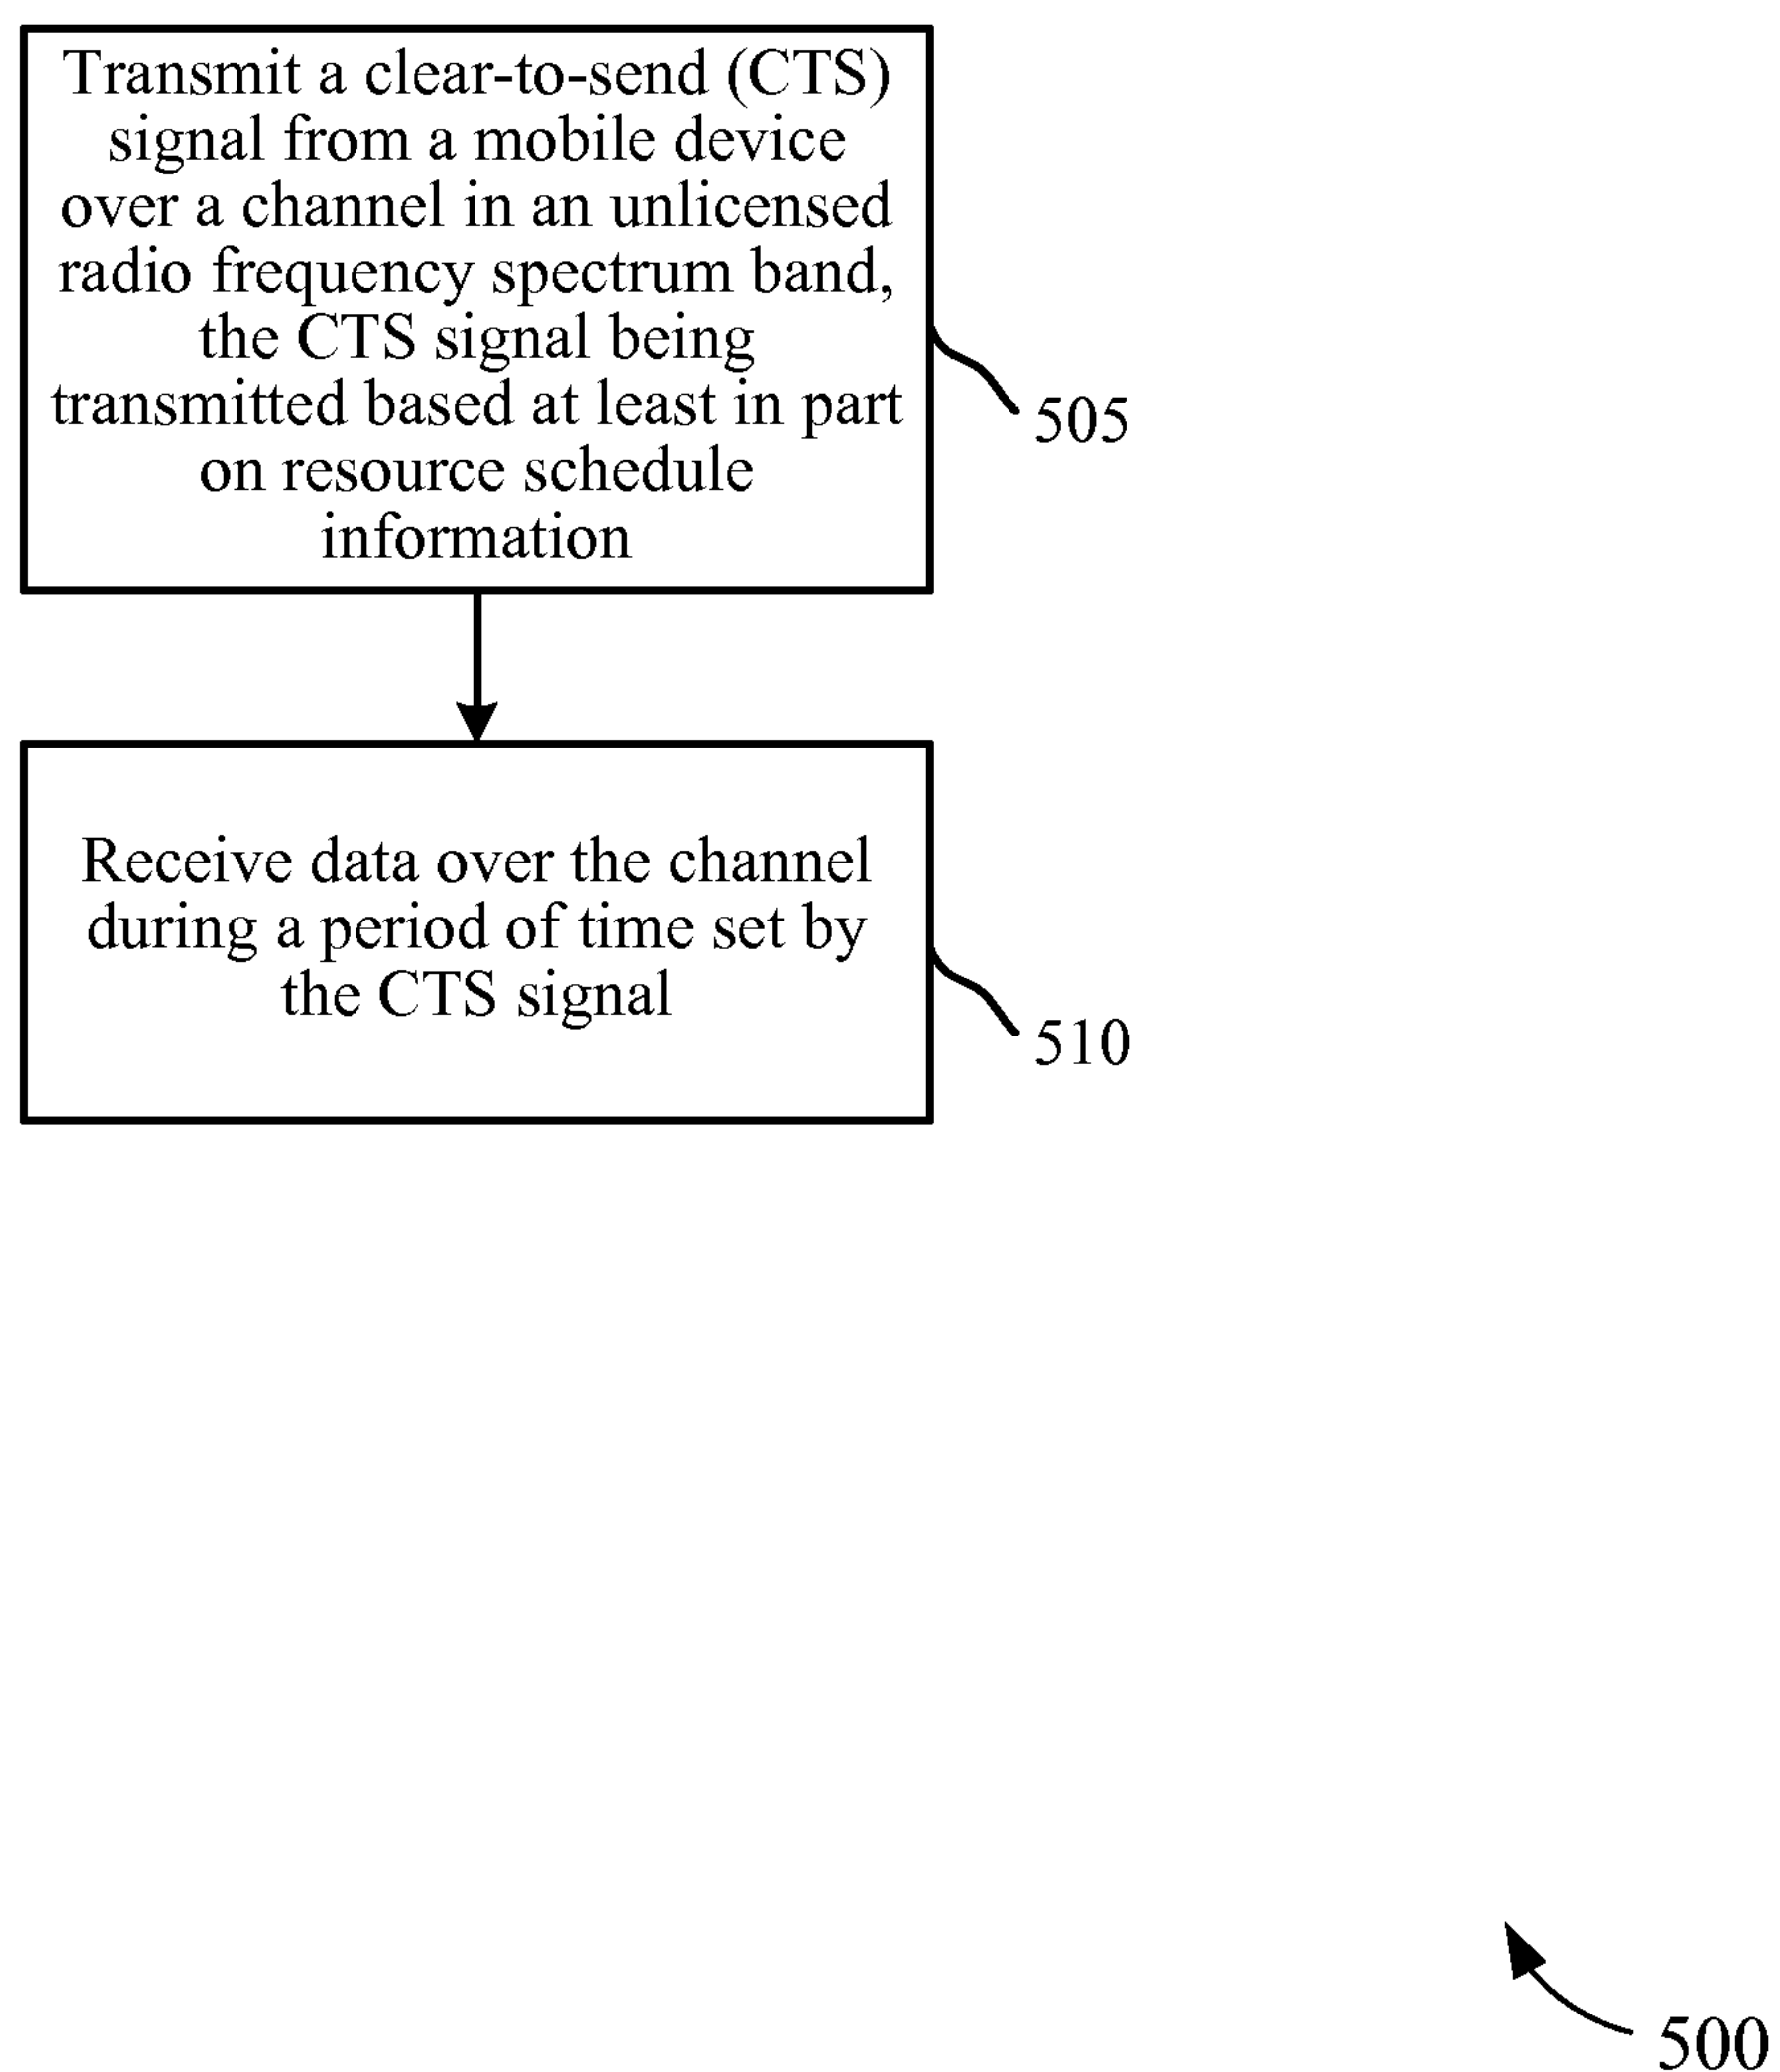 Transmit a clear-to-send (CTS)
signal from a mobile device
over a channel in an unlicensed
radio frequency spectrum band,
the CTS signal being
transmitted based at least in part
on resource schedule
information
505
Receive data over the channel
during a period of time set by
the CTS signal
510
500